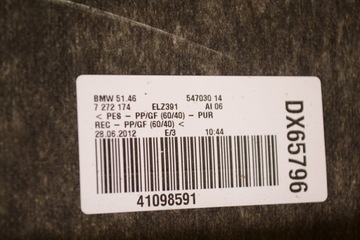 BMW 51.46 547030 14
7 272 174 ELZ391 AI 06
< PES - PP/GF (60/40) - PUR
REC - PP/GF (60/40) <
28.06.2012 E/3 10:44
41098591
DX65796